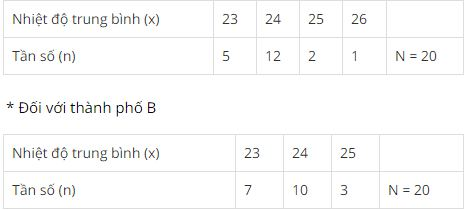 Nhiệt độ trung bình (x) 23 24 25 26
Tần số (n) 5 12 2 1 N = 20
* Đối với thành phố B
Nhiệt độ trung bình (x) 23 24 25
Tần số (n) 7 10 3 N = 20